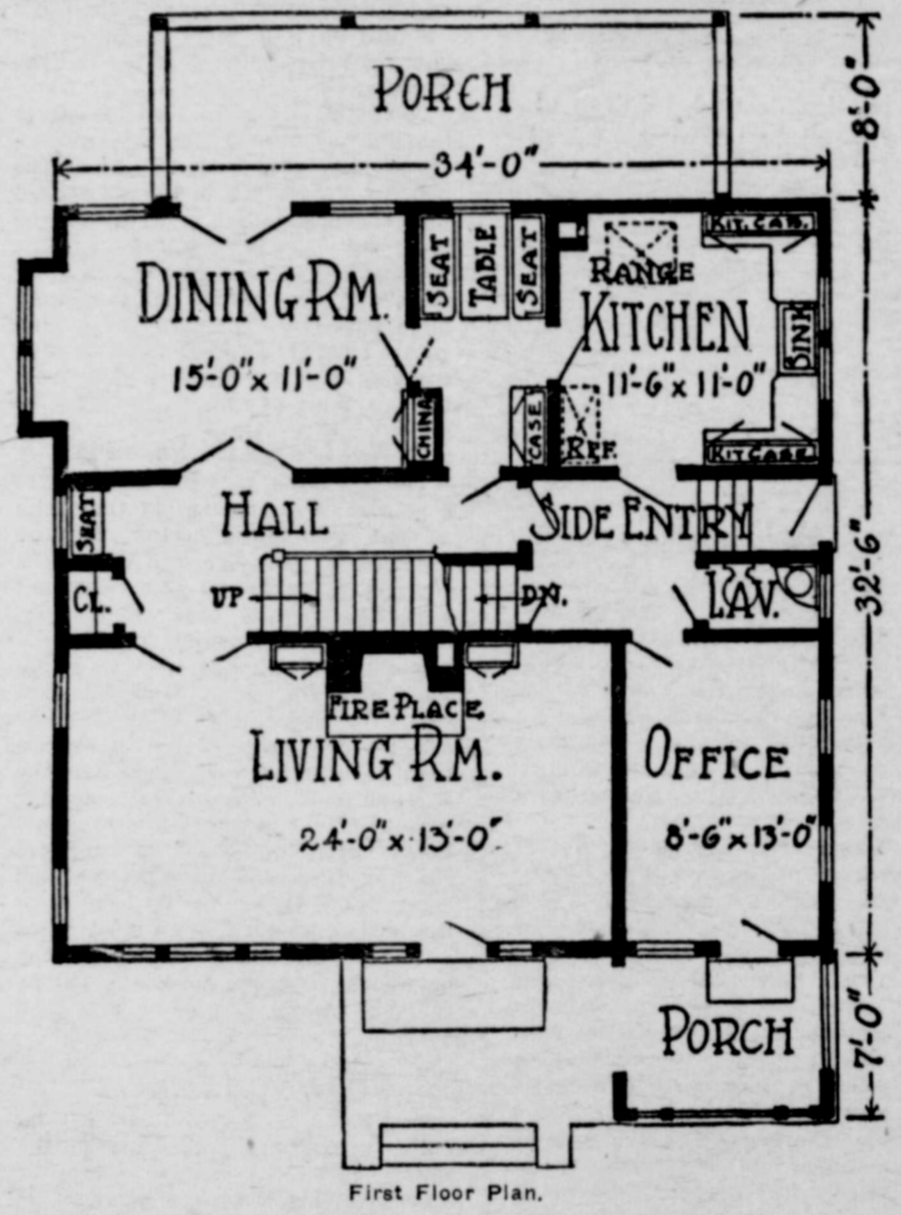 PORCH
8'-0"
34'-0"
SEAT
TABLE
SEAT
KIT. CAB.
RANGE
DINING RM.
KITCHEN
SINK
15'-0" x 11'-0"
11'-6" x 11'-0"
CHINA
CASE
REF.
KIT CASE
SEAT
HALL
SIDE ENTRY
32'-6"
CL.
UP
DN.
LAV.
FIRE PLACE
LIVING RM.
OFFICE
24'-0" x 13'-0"
8'-6" x 13'-0"
PORCH
7'-0"
First Floor Plan.